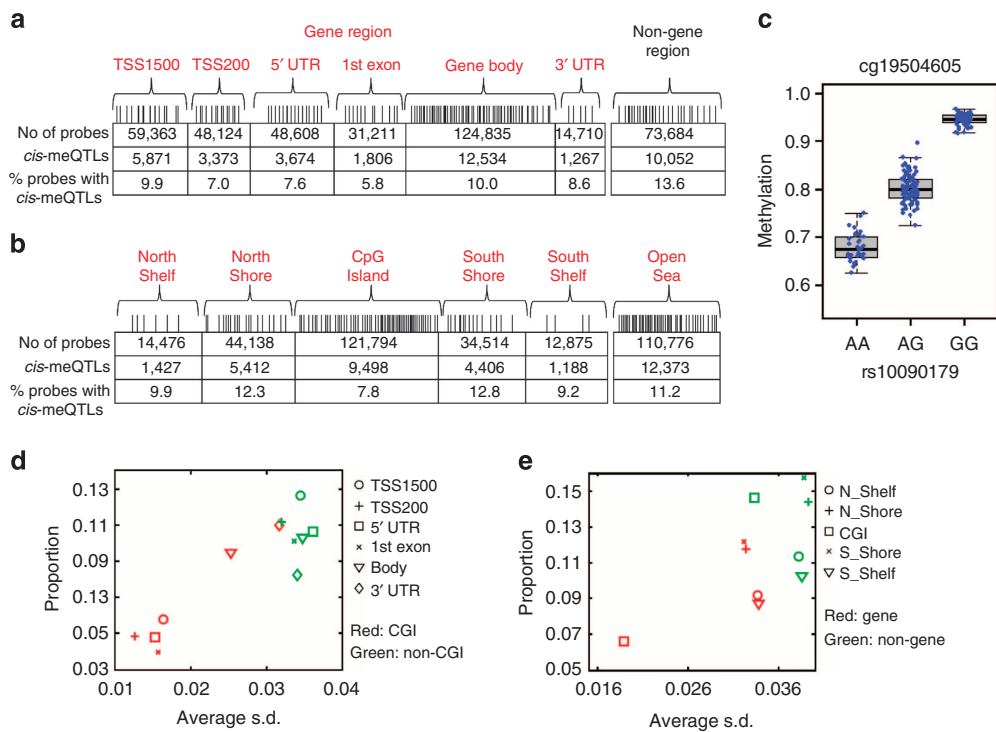 a
Gene region
Non-gene
region
TSS1500 TSS200 5′ UTR 1st exon Gene body 3′ UTR
No of probes 59,363 48,124 48,608 31,211 124,835 14,710 73,684
cis-meQTLs 5,871 3,373 3,674 1,806 12,534 1,267 10,052
% probes with
cis-meQTLs 9.9 7.0 7.6 5.8 10.0 8.6 13.6
b
North
Shelf
North
Shore
CpG
Island
South
Shore
South
Shelf
Open
Sea
No of probes 14,476 44,138 121,794 34,514 12,875 110,776
cis-meQTLs 1,427 5,412 9,498 4,406 1,188 12,373
% probes with
cis-meQTLs 9.9 12.3 7.8 12.8 9.2 11.2
c
cg19504605
1.0
0.9
0.8
0.7
0.6
Methylation
AA AG GG
rs10090179
d
0.13
0.11
0.09
0.13
0.05
0.03
Proportion
0.01 0.02 0.03 0.04
Average s.d.
TSS1500
TSS200
5′ UTR
1st exon
Body
3′ UTR
Red: CGI
Green: non-CGI
e
0.15
0.13
0.11
0.09
0.07
0.05
Proportion
0.016 0.026 0.036
Average s.d.
N_Shelf
N_Shore
CGI
S_Shore
S_Shelf
Red: gene
Green: non-gene